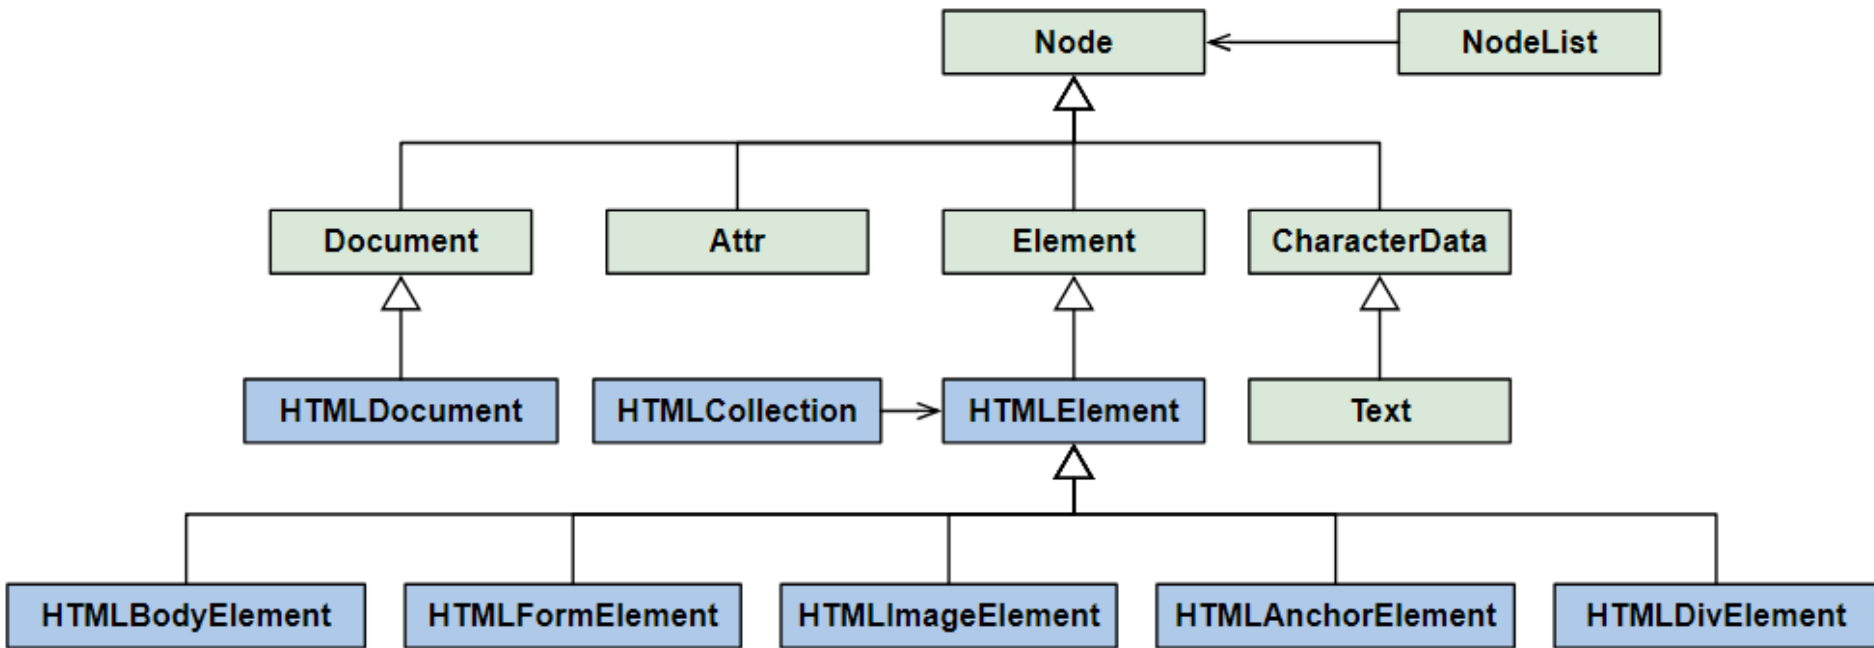 Node
NodeList
Document
Attr
Element
CharacterData
HTMLDocument
HTMLCollection
HTMLElement
Text
HTMLBodyElement
HTMLFormElement
HTMLImageElement
HTMLAnchorElement
HTMLDivElement